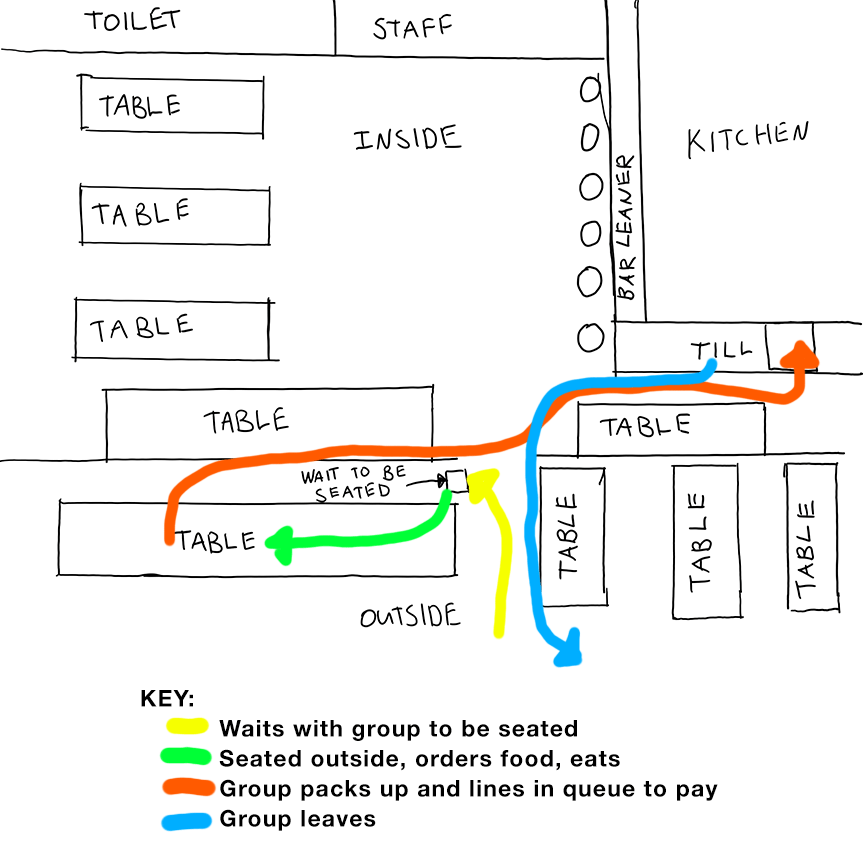 TOILET
STAFF
TABLE
INSIDE
KITCHEN
TABLE
BAR LEANER
TABLE
TILL
TABLE
TABLE
WAIT TO BE
SEATED
TABLE
TABLE
TABLE
TABLE
OUTSIDE
KEY:
Waits with group to be seated
Seated outside, orders food, eats
Group packs up and lines in queue to pay
Group leaves